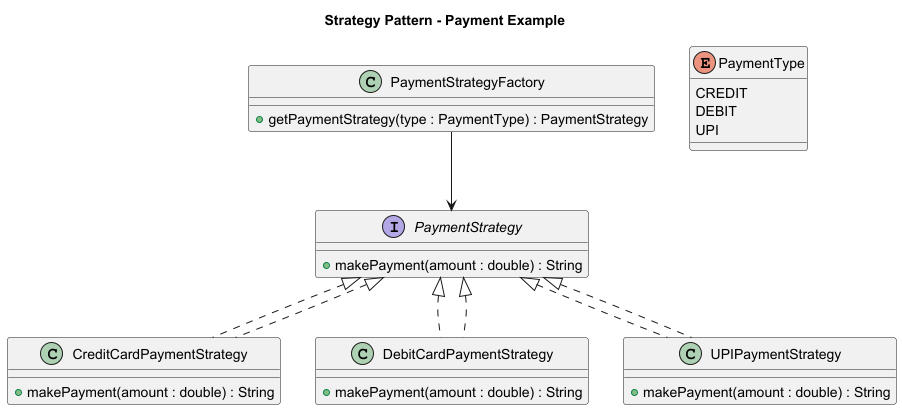 Strategy Pattern - Payment Example
C PaymentStrategyFactory
getPaymentStrategy(type : PaymentType) : PaymentStrategy
E PaymentType
CREDIT
DEBIT
UPI
I PaymentStrategy
makePayment(amount : double) : String
C CreditCardPaymentStrategy
makePayment(amount : double) : String
C DebitCardPaymentStrategy
makePayment(amount : double) : String
C UPIPaymentStrategy
makePayment(amount : double) : String